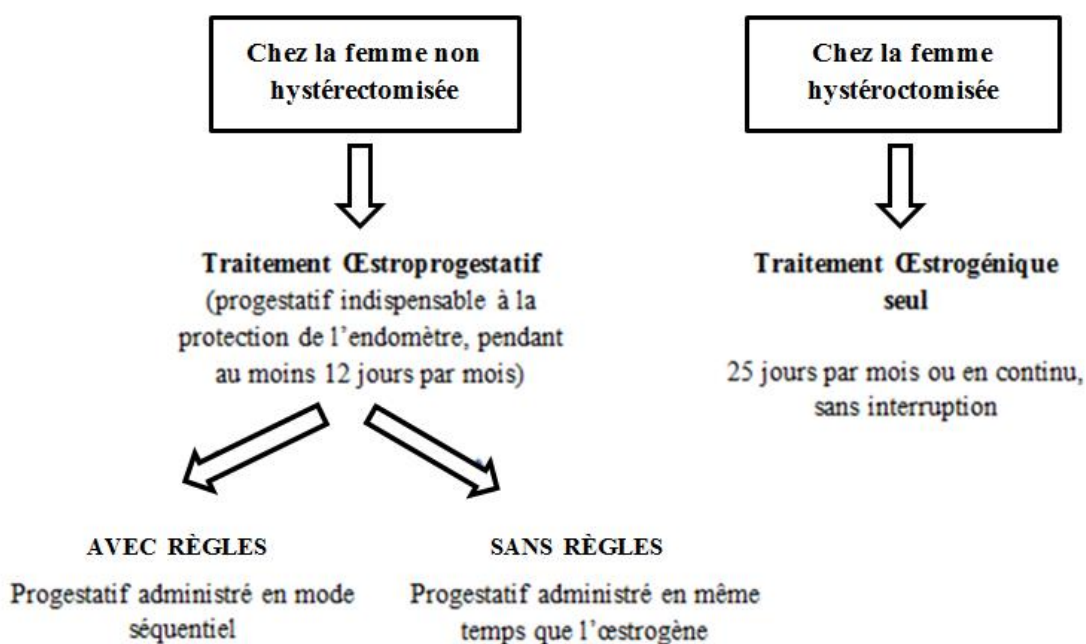 Chez la femme non
hystérectomisée
Traitement Œstroprogestatif
(progestatif indispensable à la
protection de l'endomètre, pendant
au moins 12 jours par mois)
AVEC RÈGLES
Progestatif administré en mode
séquentiel
SANS RÈGLES
Progestatif administré en même
temps que l'œstrogène
Chez la femme
hystéroctomisée
Traitement Œstrogénique
seul
25 jours par mois ou en continu,
sans interruption